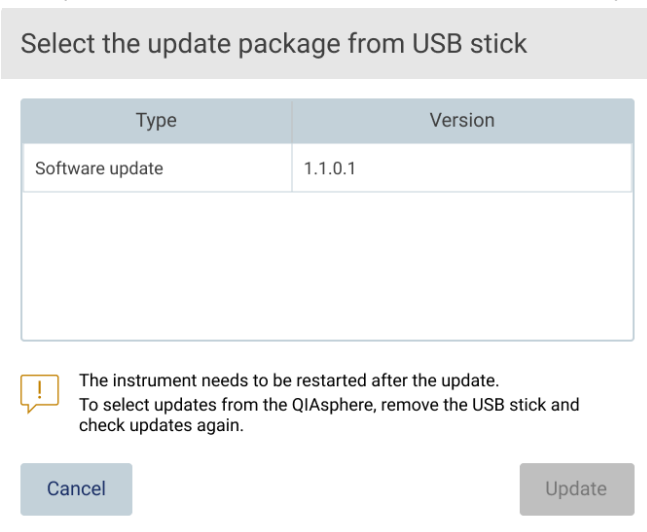 Select the update package from USB stick
Type Version
Software update 1.1.0.1
!
The instrument needs to be restarted after the update.
To select updates from the QIAsphere, remove the USB stick and
check updates again.
Cancel Update